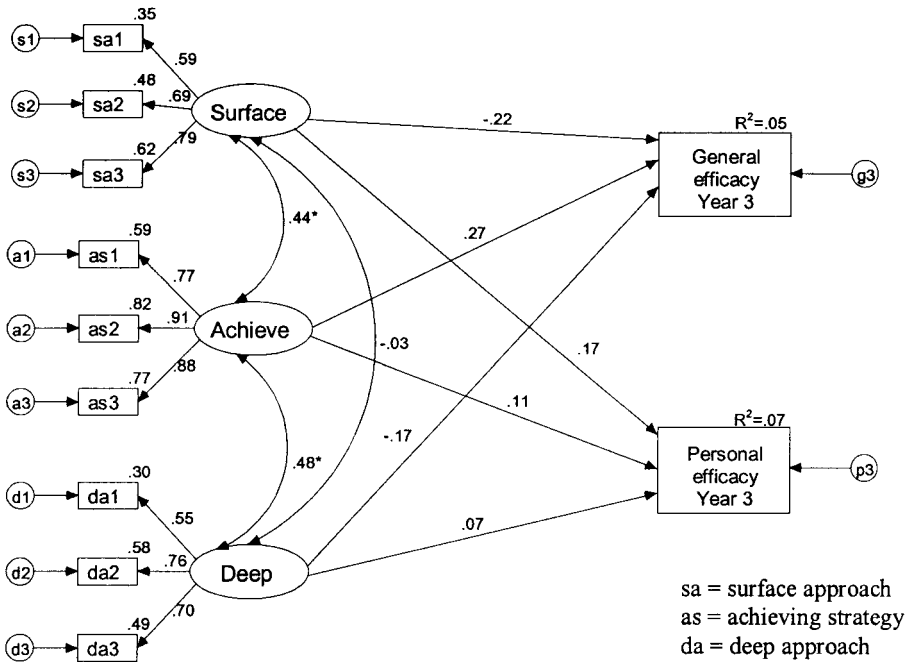 .35
s1
sa1
.59
.48
s2
sa2
.69
Surface
.62
s3
sa3
.79
-.22
R²=.05
General
efficacy
Year 3
g3
.44*
.27
.59
a1
as1
.77
.82
a2
as2
.91
Achieve
.77
a3
as3
.88
-.03
.17
.11
-.17
.48*
R²=.07
Personal
efficacy
Year 3
p3
.30
d1
da1
.55
.07
.58
d2
da2
.76
Deep
.49
d3
da3
.70
sa = surface approach
as = achieving strategy
da = deep approach